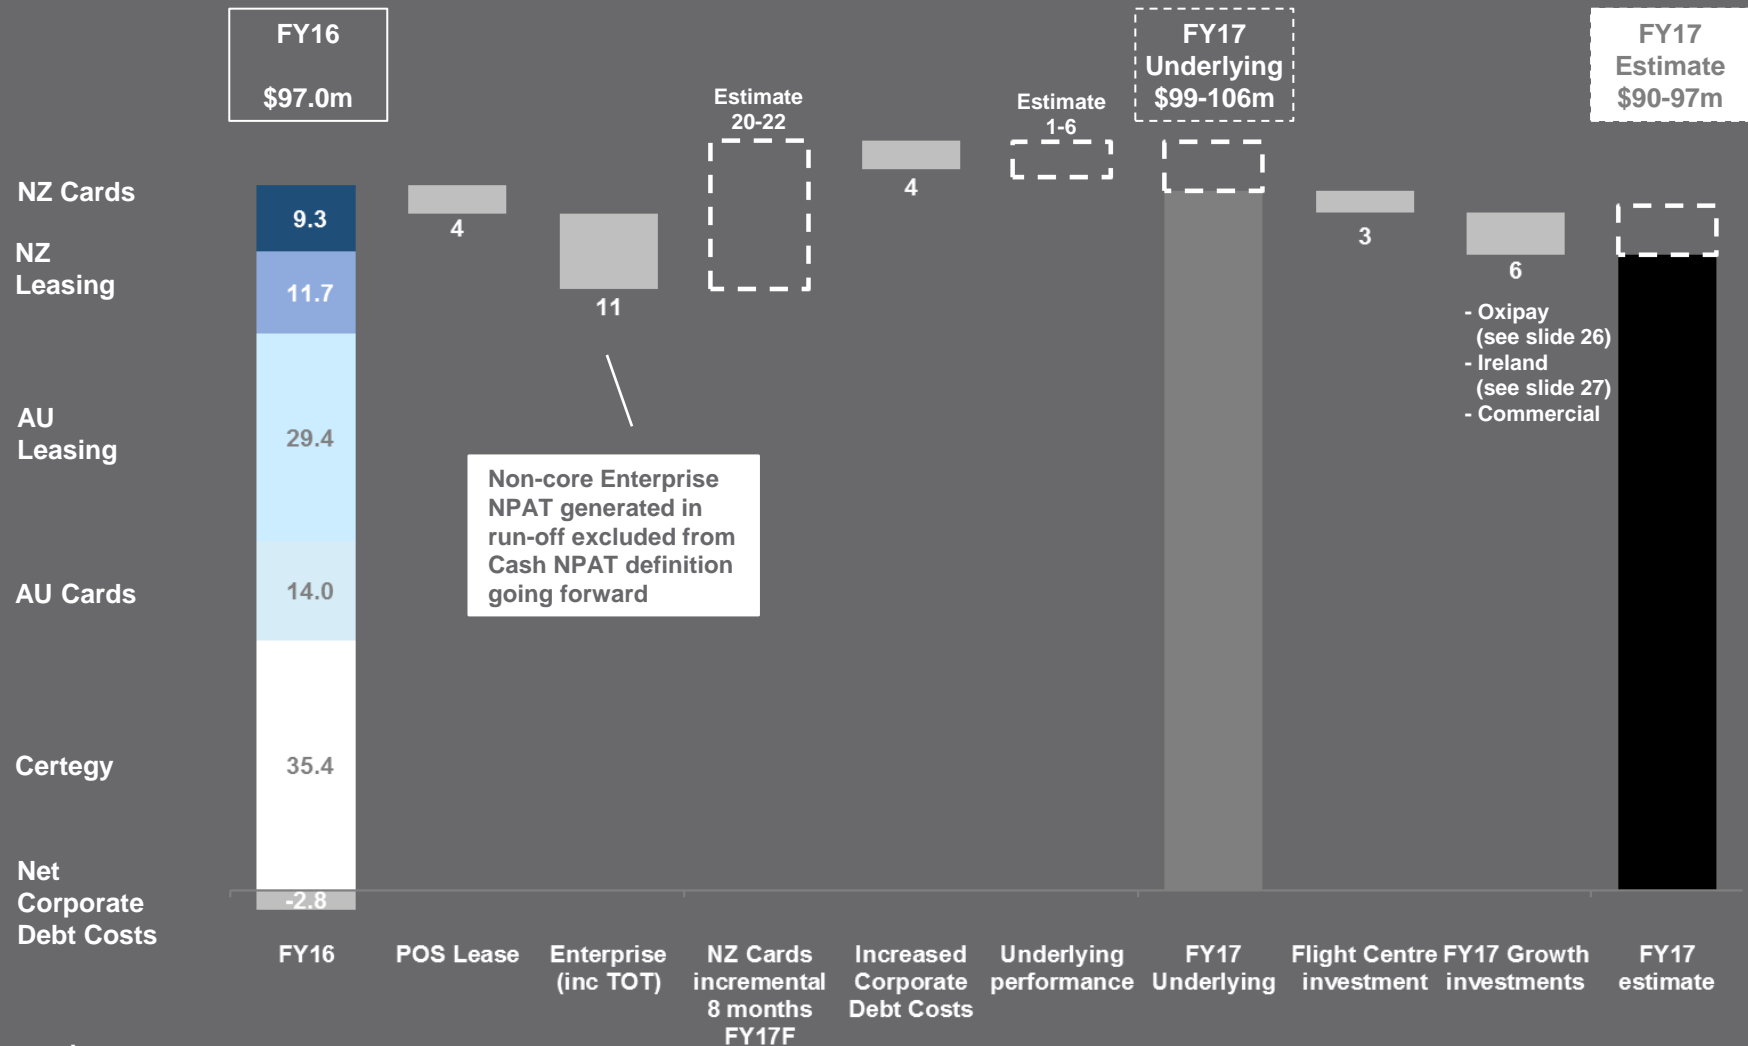 FY16
$97.0m
FY17
Underlying
$99-106m
FY17
Estimate
$90-97m
Estimate
20-22
Estimate
1-6
NZ Cards
NZ
Leasing
AU
Leasing
AU Cards
Certegy
Net
Corporate
Debt Costs
9.3
11.7
29.4
14.0
35.4
-2.8
4
11
4
3
6
- Oxipay
(see slide 26)
- Ireland
(see slide 27)
- Commercial
Non-core Enterprise
NPAT generated in
run-off excluded from
Cash NPAT definition
going forward
FY16
POS Lease
Enterprise
(inc TOT)
NZ Cards
incremental
8 months
FY17F
Increased
Corporate
Debt Costs
Underlying
performance
FY17
Underlying
Flight Centre
investment
FY17 Growth
investments
FY17
estimate